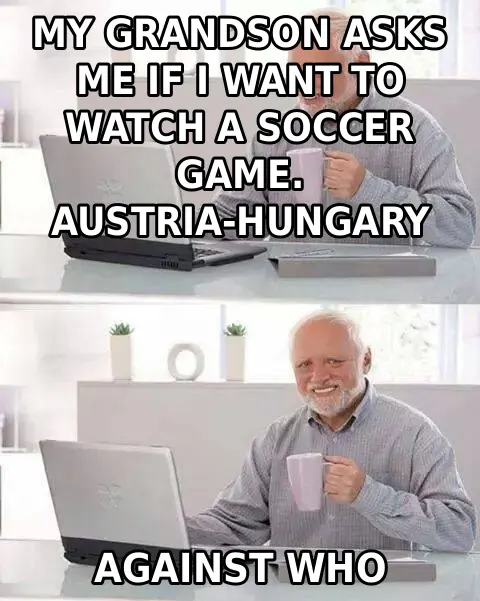 MY GRANDSON ASKS
ME IF I WANT TO
WATCH A SOCCER
GAME.
AUSTRIA-HUNGARY
AGAINST WHO